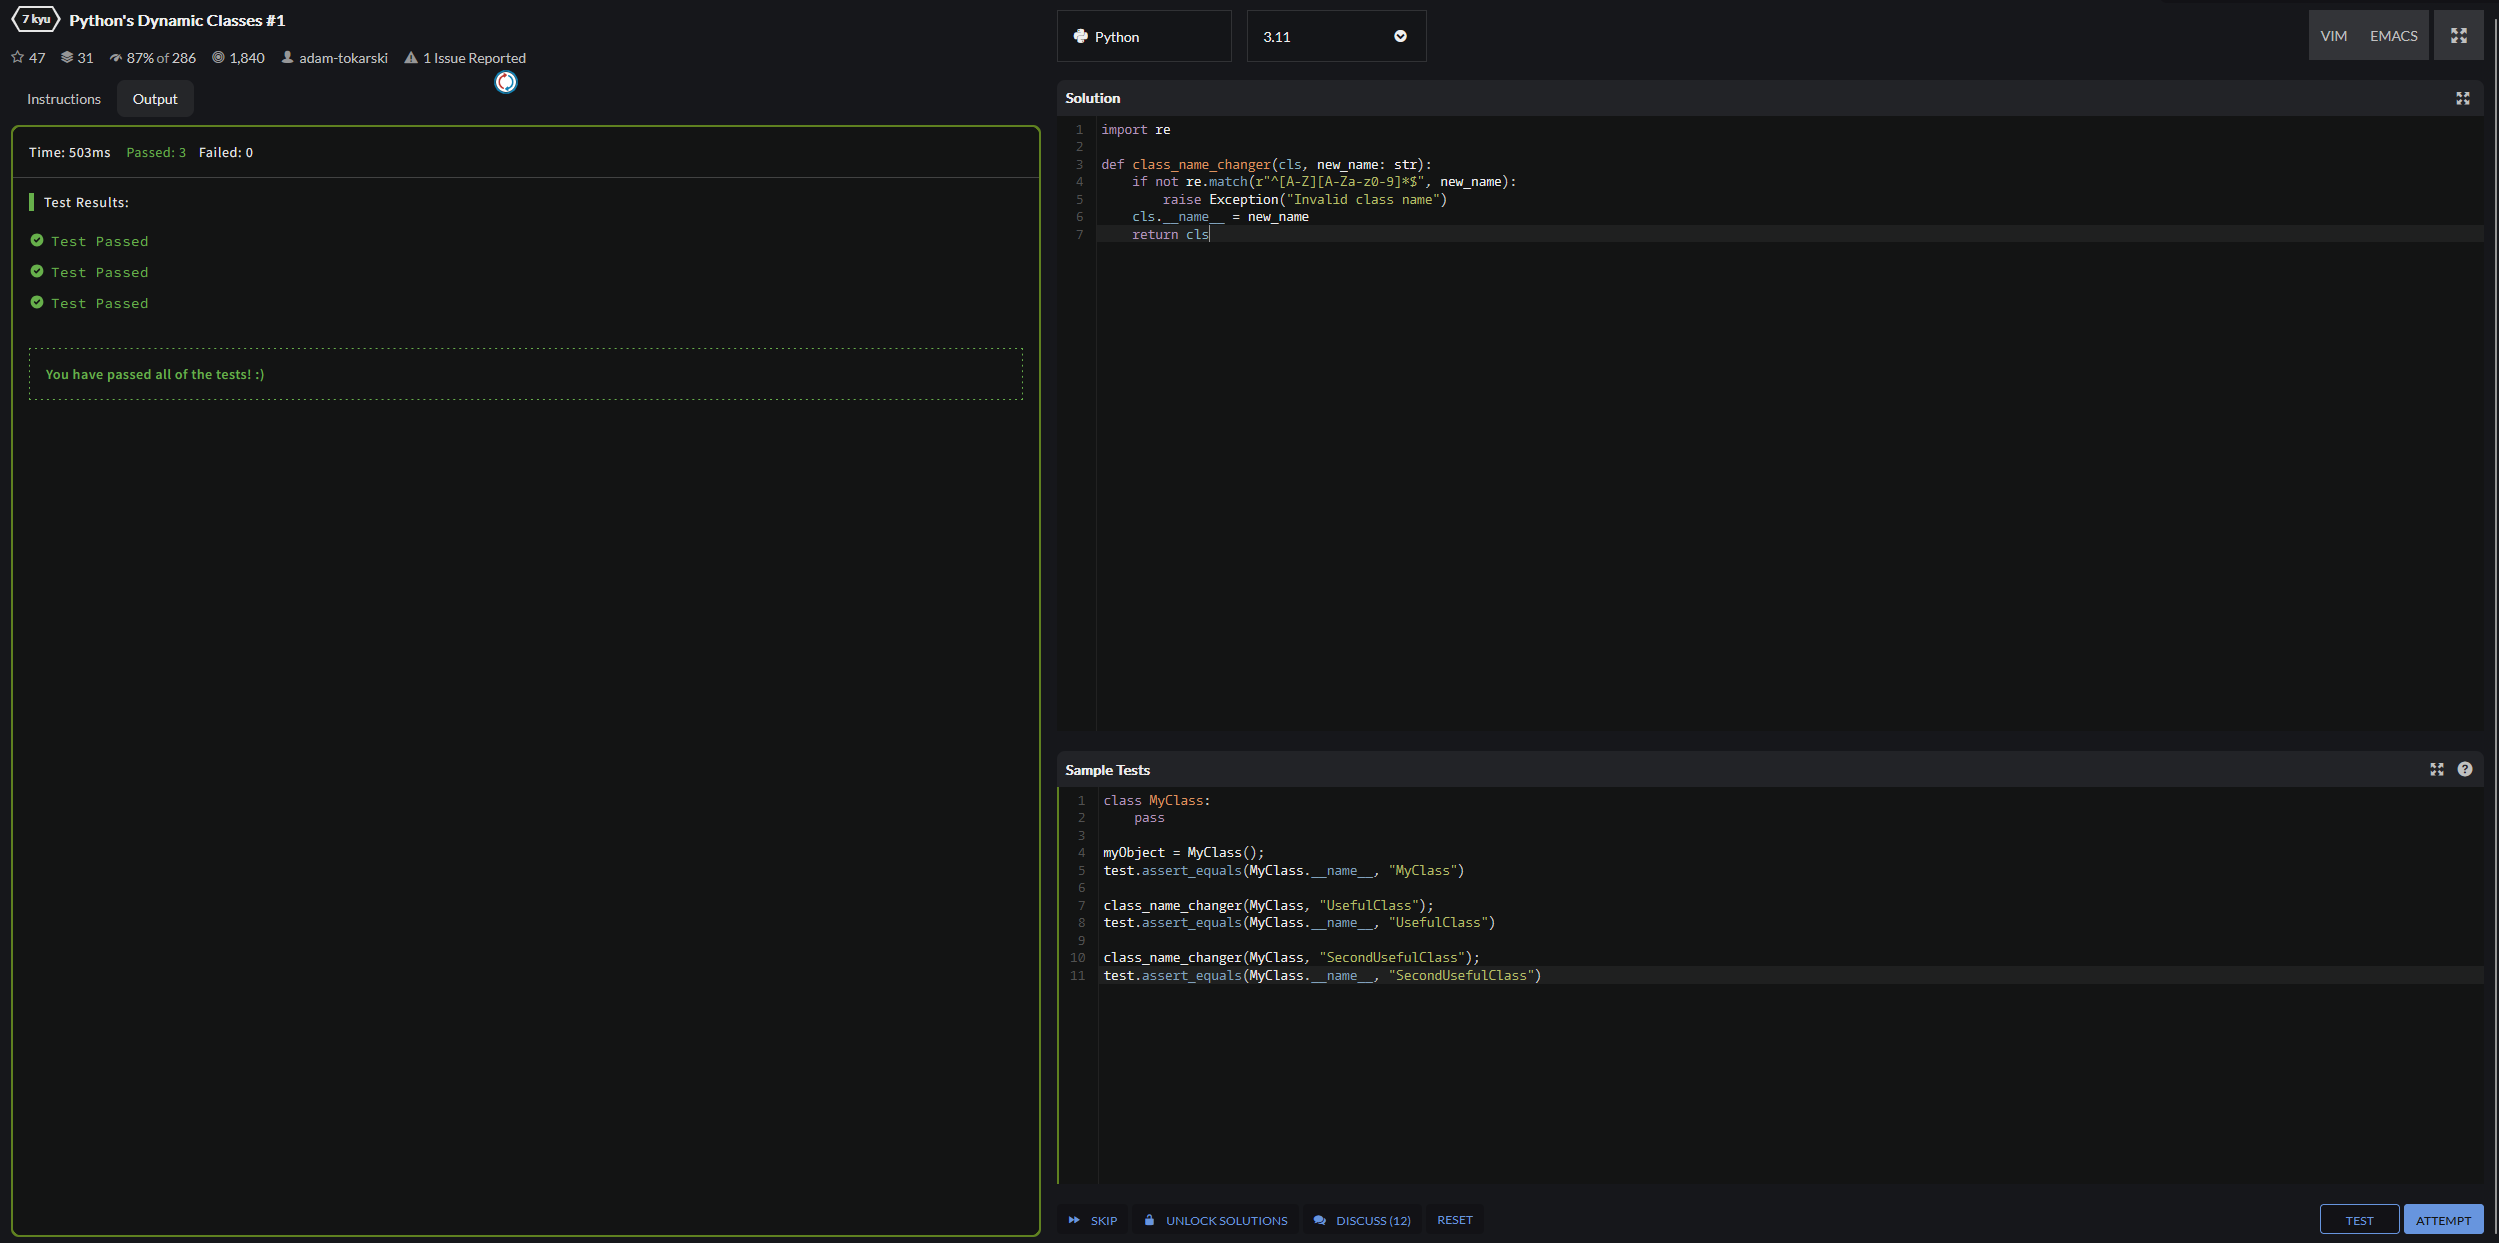 7 kyu Python's Dynamic Classes #1
47 31 87% of 286 1,840 adam-tokarski 1 Issue Reported
Instructions Output
Time: 503ms Passed: 3 Failed: 0
Test Results:
Test Passed
Test Passed
Test Passed
You have passed all of the tests! :)
Python 3.11 VIM EMACS
Solution
1 import re
2
3 def class_name_changer(cls, new_name: str):
4     if not re.match(r"^[A-Z][A-Za-z0-9]*$", new_name):
5         raise Exception("Invalid class name")
6     cls.__name__ = new_name
7     return cls
Sample Tests
1 class MyClass:
2     pass
3
4 myObject = MyClass();
5 test.assert_equals(MyClass.__name__, "MyClass")
6
7 class_name_changer(MyClass, "UsefulClass");
8 test.assert_equals(MyClass.__name__, "UsefulClass")
9
10 class_name_changer(MyClass, "SecondUsefulClass");
11 test.assert_equals(MyClass.__name__, "SecondUsefulClass")
SKIP UNLOCK SOLUTIONS DISCUSS (12) RESET TEST ATTEMPT